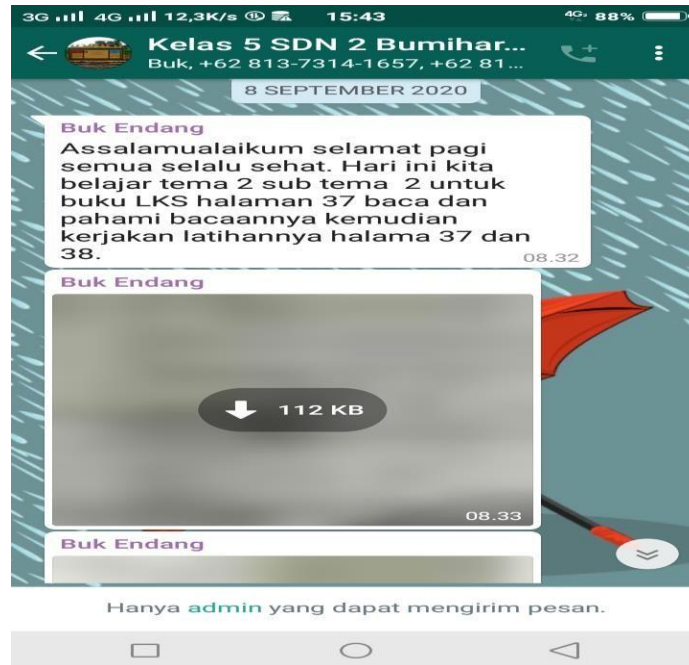 3G 4G 12,3K/s 15:43 4G 88%
Kelas 5 SDN 2 Bumihar...
Buk, +62 813-7314-1657, +62 81...
8 SEPTEMBER 2020
Buk Endang
Assalamualaikum selamat pagi
semua selalu sehat. Hari ini kita
belajar tema 2 sub tema 2 untuk
buku LKS halaman 37 baca dan
pahami bacaannya kemudian
kerjakan latihannya halama 37 dan
38.
08.32
Buk Endang
112 KB
08.33
Buk Endang
Hanya admin yang dapat mengirim pesan.